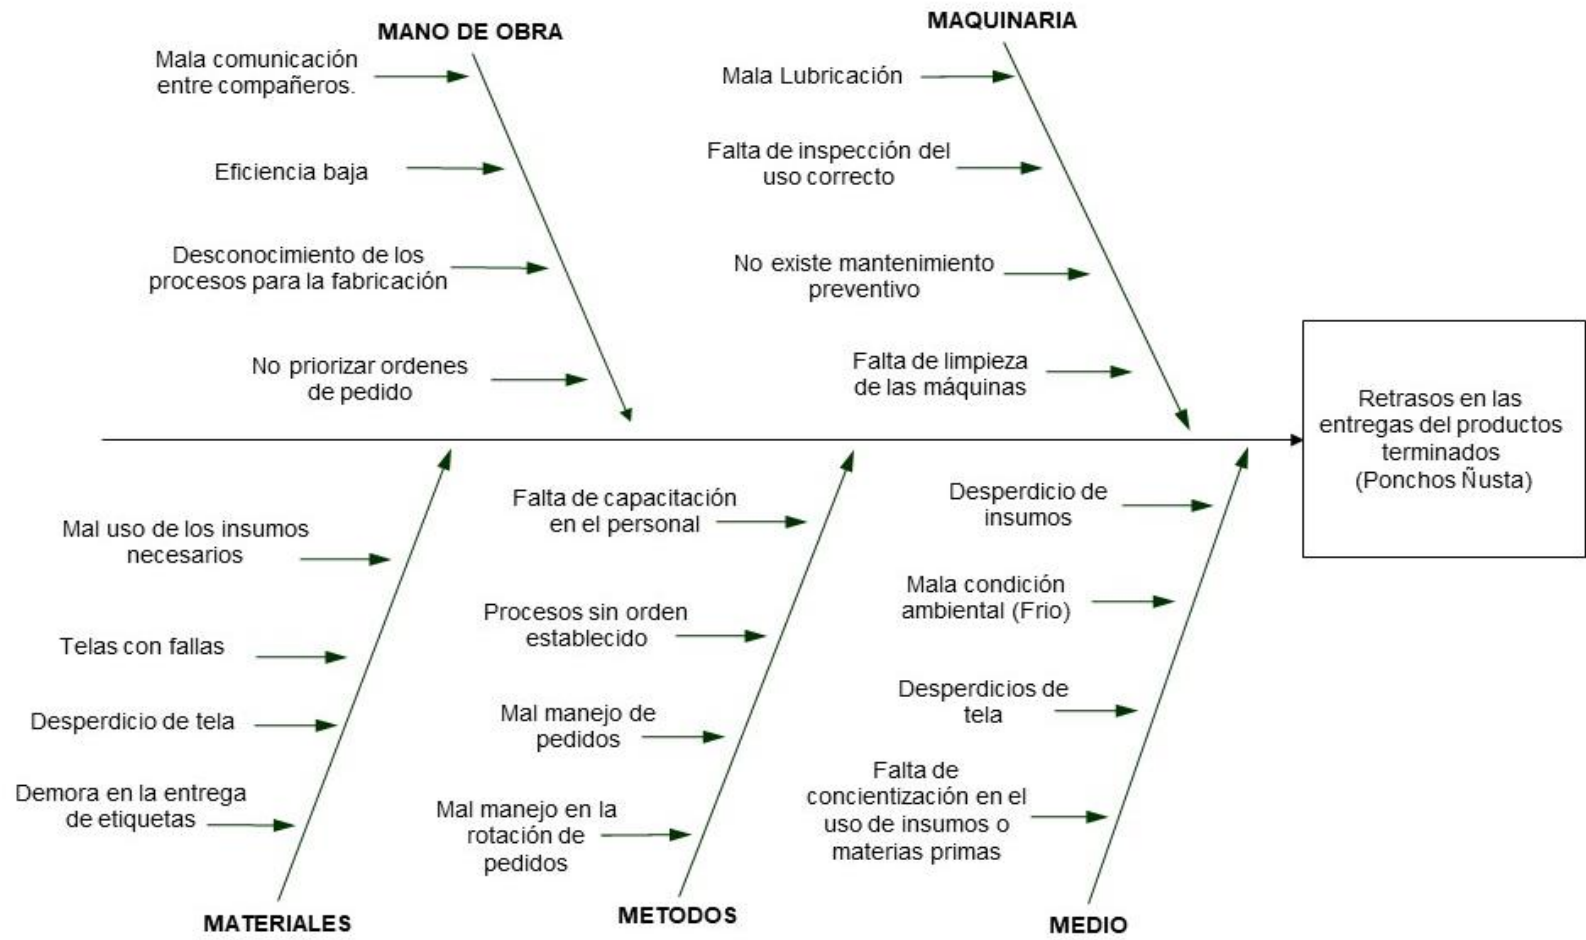 MANO DE OBRA
Mala comunicación
entre compañeros.
Eficiencia baja
Desconocimiento de los
procesos para la fabricación
No priorizar ordenes
de pedido
MAQUINARIA
Mala Lubricación
Falta de inspección del
uso correcto
No existe mantenimiento
preventivo
Falta de limpieza
de las máquinas
Retrasos en las
entregas del productos
terminados
(Ponchos Ñusta)
Mal uso de los insumos
necesarios
Telas con fallas
Desperdicio de tela
Demora en la entrega
de etiquetas
MATERIALES
Falta de capacitación
en el personal
Procesos sin orden
establecido
Mal manejo de
pedidos
Mal manejo en la
rotación de
pedidos
METODOS
Desperdicio de
insumos
Mala condición
ambiental (Frio)
Desperdicios de
tela
Falta de
concientización en el
uso de insumos o
materias primas
MEDIO